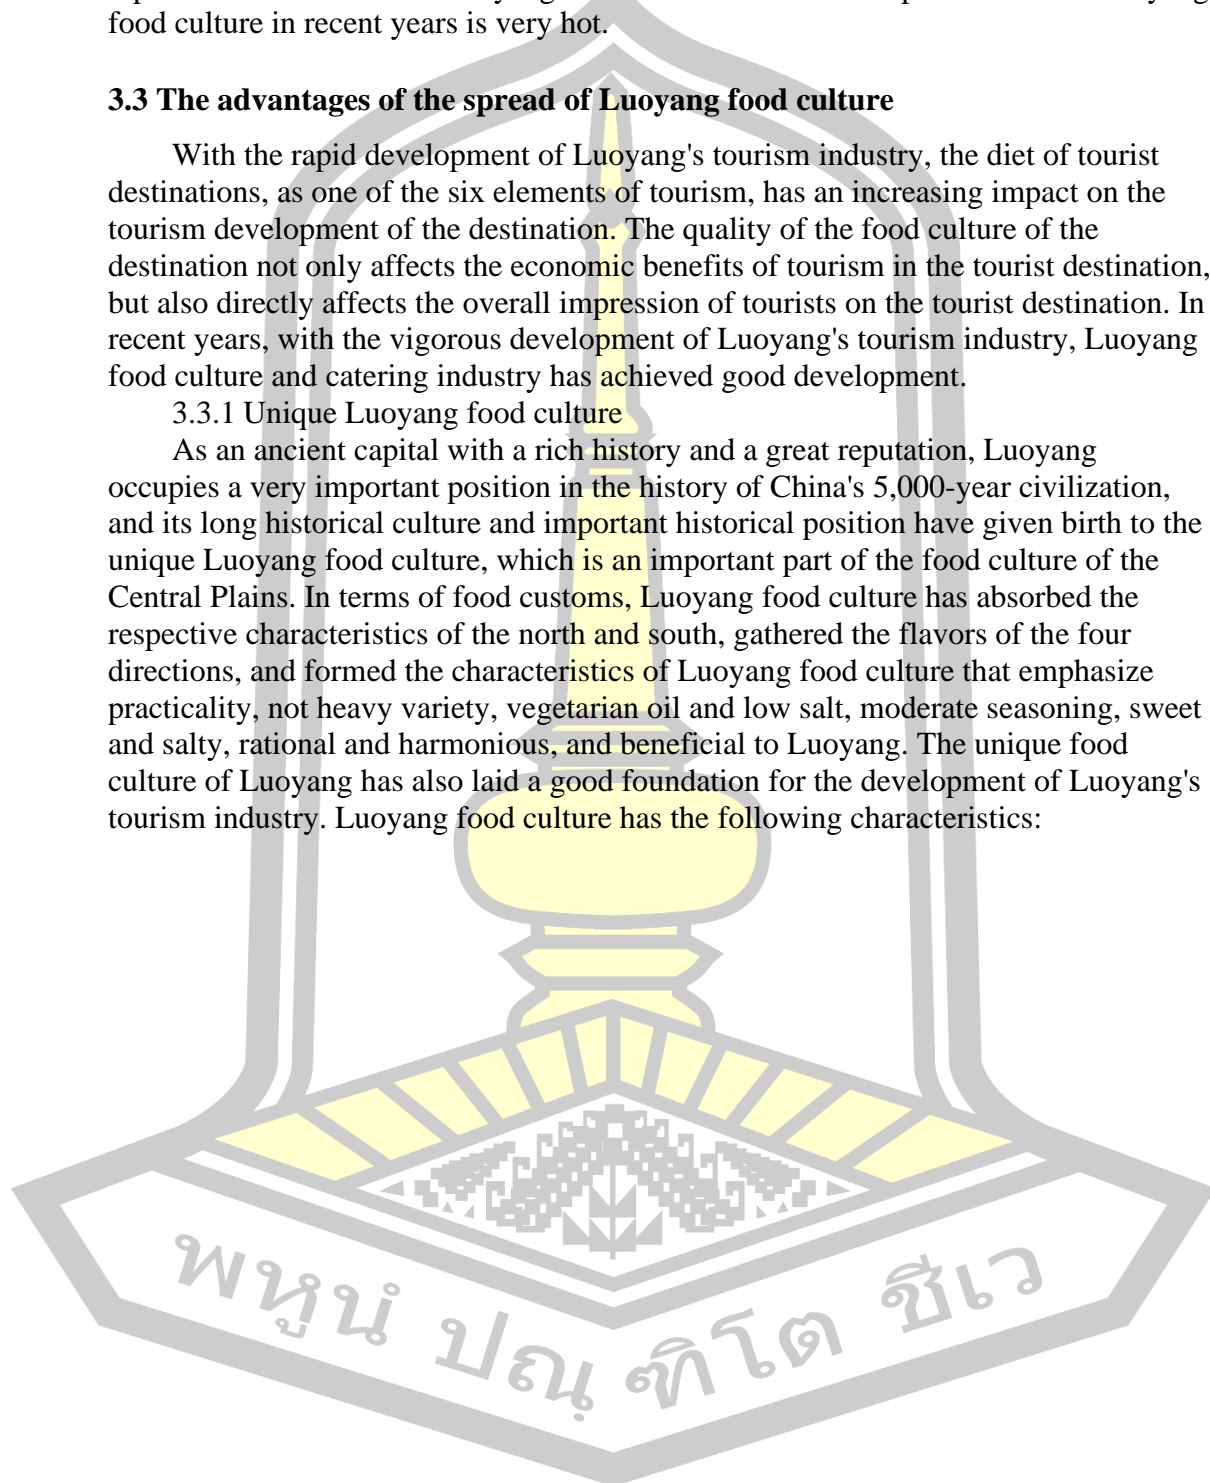 food culture in recent years is very hot.
3.3 The advantages of the spread of Luoyang food culture
With the rapid development of Luoyang's tourism industry, the diet of tourist
destinations, as one of the six elements of tourism, has an increasing impact on the
tourism development of the destination. The quality of the food culture of the
destination not only affects the economic benefits of tourism in the tourist destination,
but also directly affects the overall impression of tourists on the tourist destination. In
recent years, with the vigorous development of Luoyang's tourism industry, Luoyang
food culture and catering industry has achieved good development.
3.3.1 Unique Luoyang food culture
As an ancient capital with a rich history and a great reputation, Luoyang
occupies a very important position in the history of China's 5,000-year civilization,
and its long historical culture and important historical position have given birth to the
unique Luoyang food culture, which is an important part of the food culture of the
Central Plains. In terms of food customs, Luoyang food culture has absorbed the
respective characteristics of the north and south, gathered the flavors of the four
directions, and formed the characteristics of Luoyang food culture that emphasize
practicality, not heavy variety, vegetarian oil and low salt, moderate seasoning, sweet
and salty, rational and harmonious, and beneficial to Luoyang. The unique food
culture of Luoyang has also laid a good foundation for the development of Luoyang's
tourism industry. Luoyang food culture has the following characteristics:
พหูนํ ปณฺฑิโต ชีเว